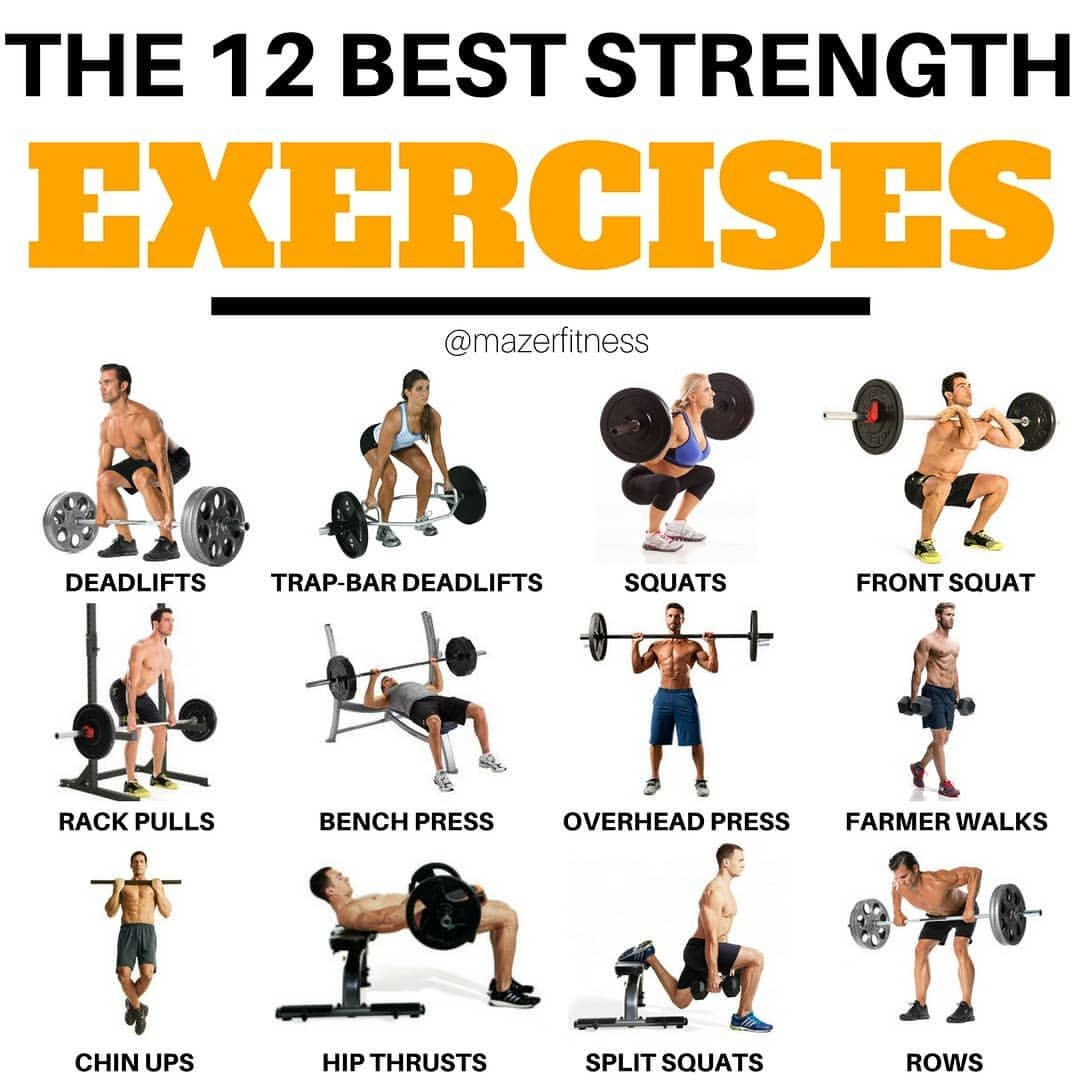 THE 12 BEST STRENGTH
EXERCISES
@mazerfitness
DEADLIFTS
TRAP-BAR DEADLIFTS
SQUATS
FRONT SQUAT
RACK PULLS
BENCH PRESS
OVERHEAD PRESS
FARMER WALKS
CHIN UPS
HIP THRUSTS
SPLIT SQUATS
ROWS